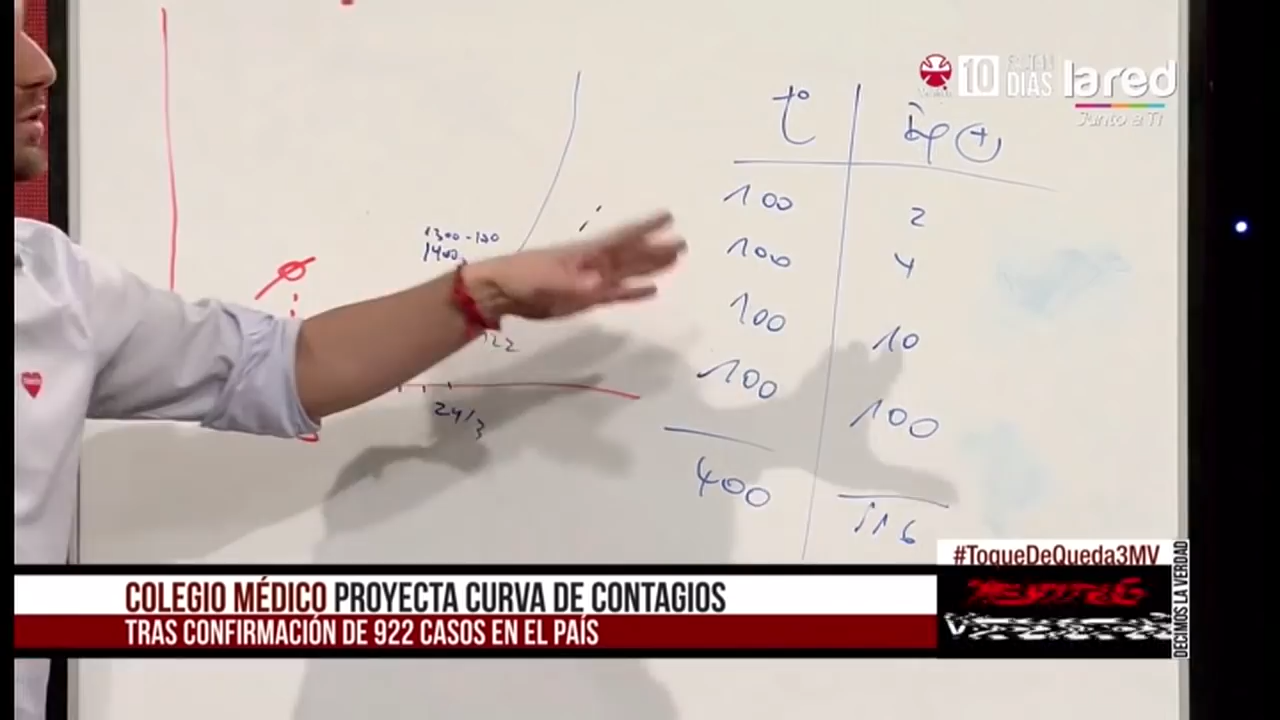 10
DÍAS
lared
Junto a Ti
t°
100 2
100 4
100 10
100 100
400 116
1300-120
1400
122
24/3
#ToqueDeQueda3MV
DECIMOS LA VERDAD
COLEGIO MÉDICO PROYECTA CURVA DE CONTAGIOS
TRAS CONFIRMACIÓN DE 922 CASOS EN EL PAÍS